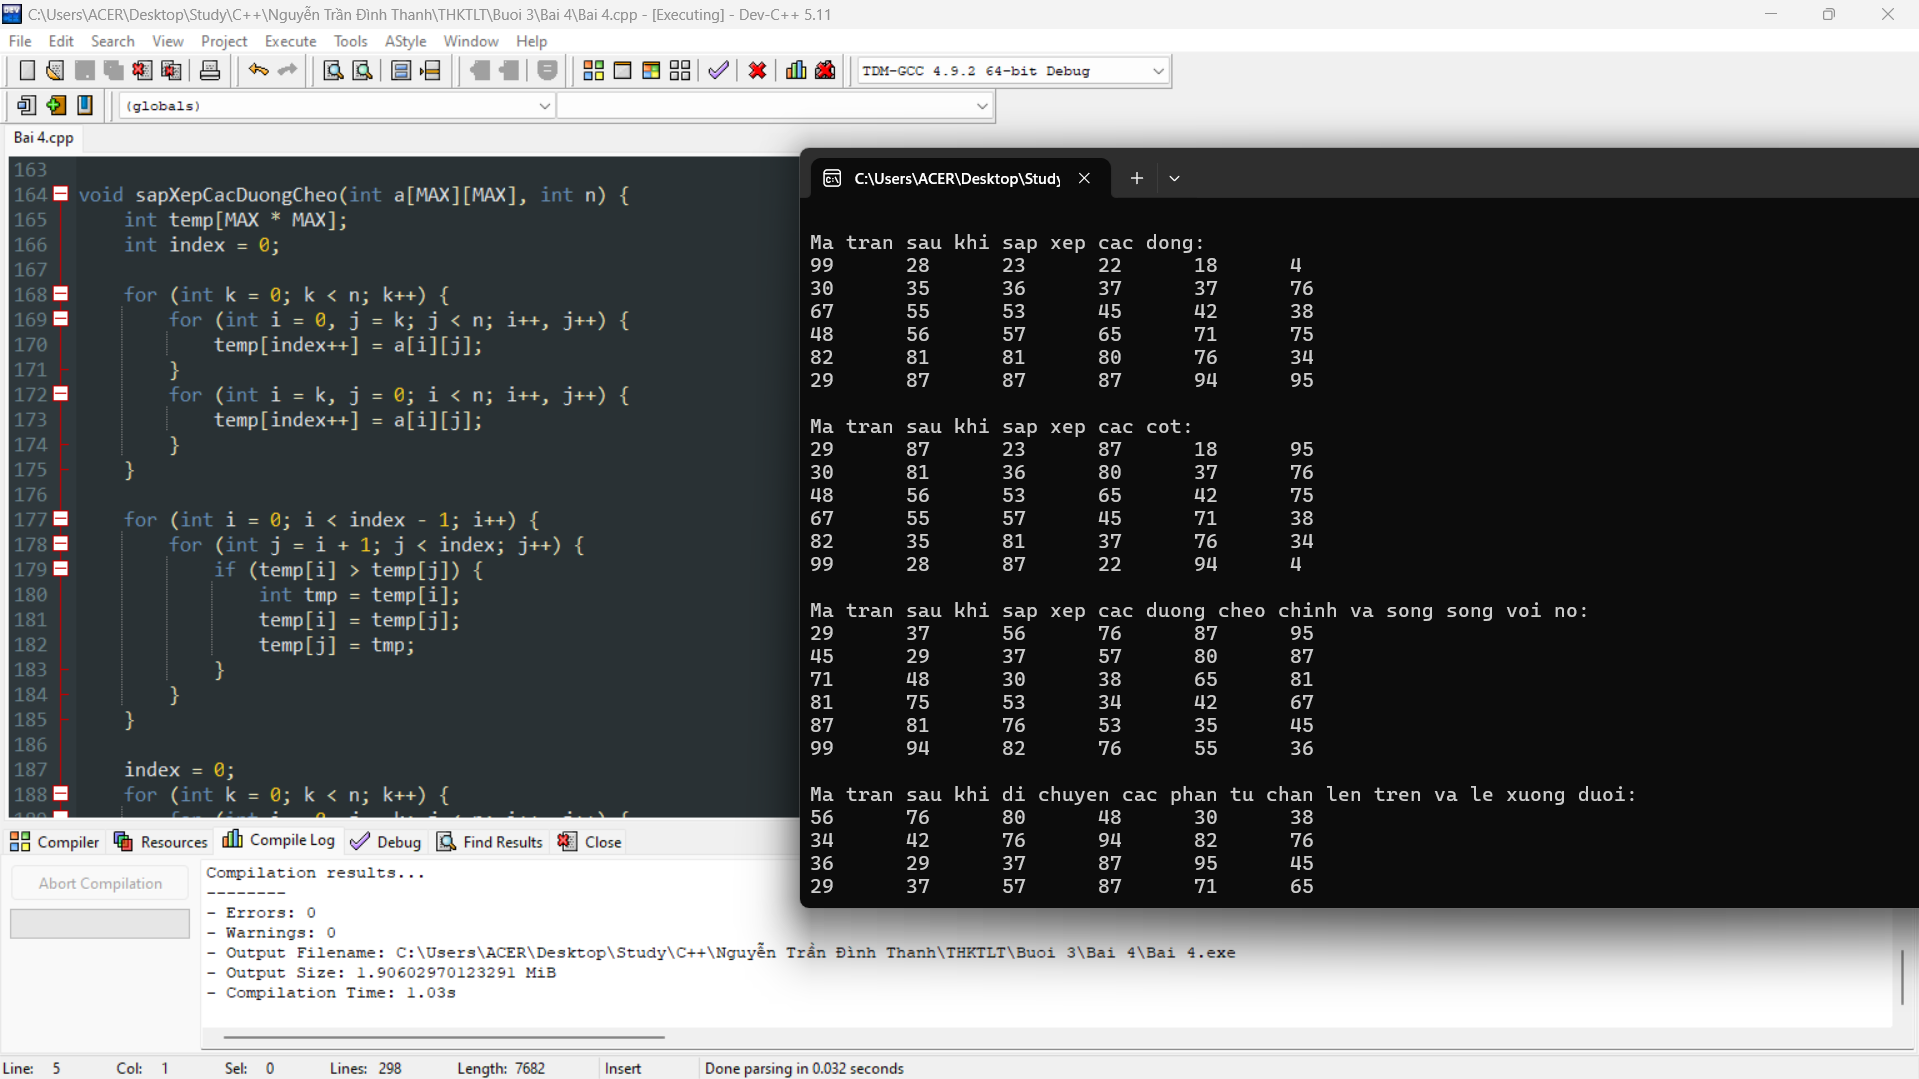 C:\Users\ACER\Desktop\Study\C++\Nguyễn Trần Đình Thanh\THKTLT\Buoi 3\Bai 4\Bai 4.cpp - [Executing] - Dev-C++ 5.11
File Edit Search View Project Execute Tools AStyle Window Help
TDM-GCC 4.9.2 64-bit Debug
(globals)
Bai 4.cpp
163
164 void sapXepCacDuongCheo(int a[MAX][MAX], int n) {
165 int temp[MAX * MAX];
166 int index = 0;
167
168 for (int k = 0; k < n; k++) {
169 for (int i = 0, j = k; j < n; i++, j++) {
170 temp[index++] = a[i][j];
171 }
172 for (int i = k, j = 0; i < n; i++, j++) {
173 temp[index++] = a[i][j];
174 }
175 }
176
177 for (int i = 0; i < index - 1; i++) {
178 for (int j = i + 1; j < index; j++) {
179 if (temp[i] > temp[j]) {
180 int tmp = temp[i];
181 temp[i] = temp[j];
182 temp[j] = tmp;
183 }
184 }
185 }
186
187 index = 0;
188 for (int k = 0; k < n; k++) {
C:\Users\ACER\Desktop\Study
Ma tran sau khi sap xep cac dong:
99 28 23 22 18 4
30 35 36 37 37 76
67 55 53 45 42 38
48 56 57 65 71 75
82 81 81 80 76 34
29 87 87 87 94 95
Ma tran sau khi sap xep cac cot:
29 87 23 87 18 95
30 81 36 80 37 76
48 56 53 65 42 75
67 55 57 45 71 38
82 35 81 37 76 34
99 28 87 22 94 4
Ma tran sau khi sap xep cac duong cheo chinh va song song voi no:
29 37 56 76 87 95
45 29 37 57 80 87
71 48 30 38 65 81
81 75 53 34 42 67
87 81 76 53 35 45
99 94 82 76 55 36
Ma tran sau khi di chuyen cac phan tu chan len tren va le xuong duoi:
56 76 80 48 30 38
34 42 76 94 82 76
36 29 37 87 95 45
29 37 57 87 71 65
Compiler Resources Compile Log Debug Find Results Close
Abort Compilation
Compilation results...
--------
- Errors: 0
- Warnings: 0
- Output Filename: C:\Users\ACER\Desktop\Study\C++\Nguyễn Trần Đình Thanh\THKTLT\Buoi 3\Bai 4\Bai 4.exe
- Output Size: 1.90602970123291 MiB
- Compilation Time: 1.03s
Line: 5 Col: 1 Sel: 0 Lines: 298 Length: 7682 Insert Done parsing in 0.032 seconds